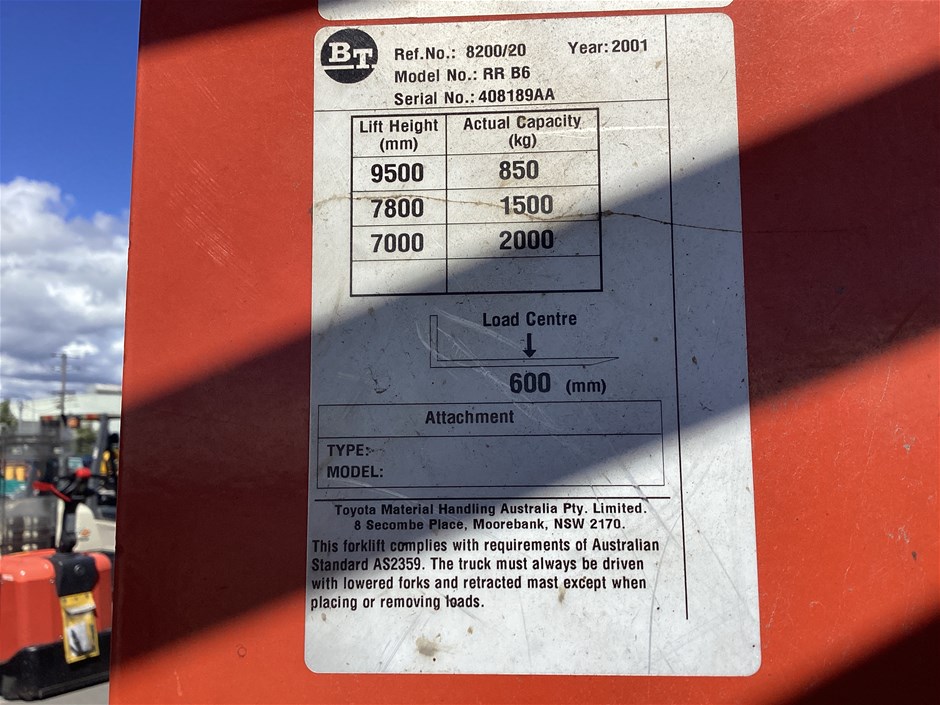 BT
Ref.No.: 8200/20 Year: 2001
Model No.: RR B6
Serial No.: 408189AA
Lift Height (mm) Actual Capacity (kg)
9500 850
7800 1500
7000 2000
Load Centre
600 (mm)
Attachment
TYPE:
MODEL:
Toyota Material Handling Australia Pty. Limited.
8 Secombe Place, Moorebank, NSW 2170.
This forklift complies with requirements of Australian
Standard AS2359. The truck must always be driven
with lowered forks and retracted mast except when
placing or removing loads.